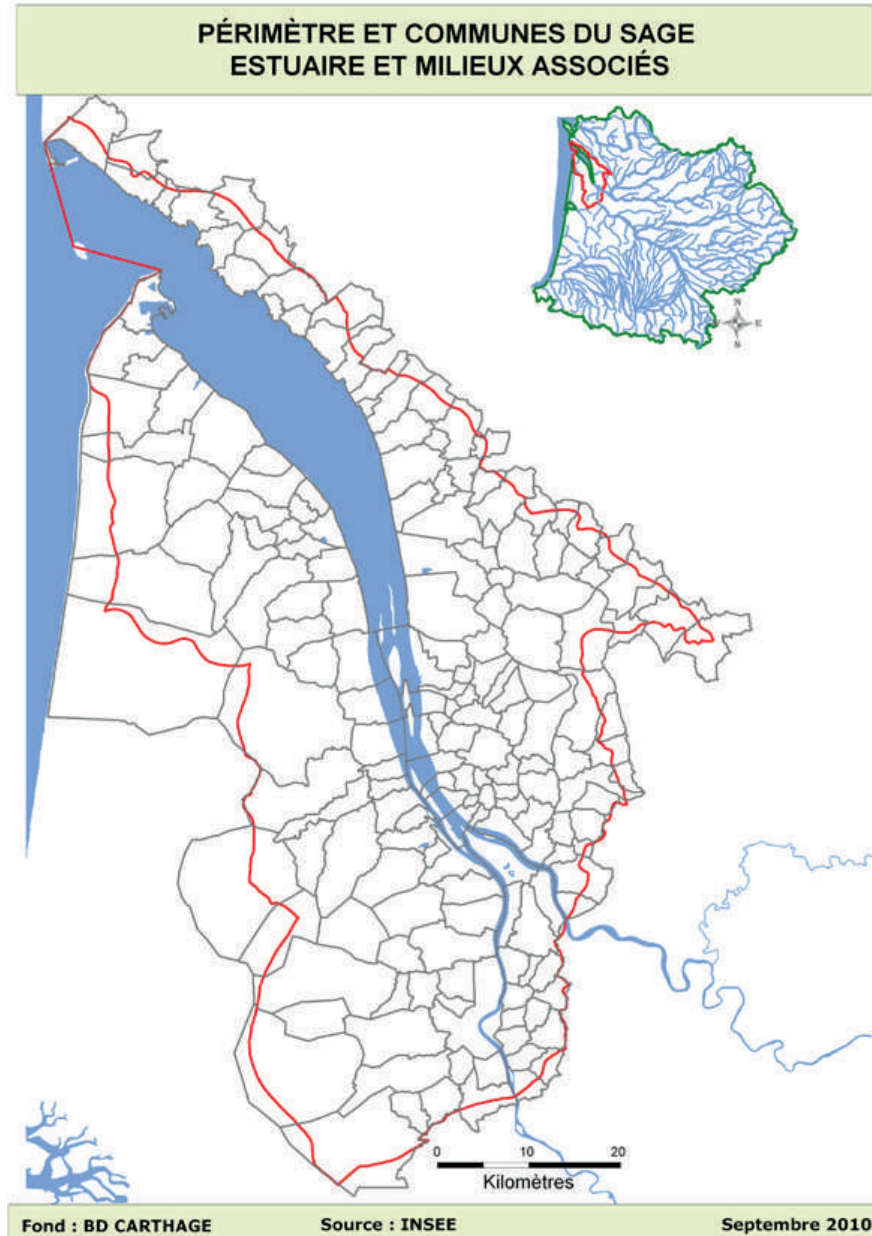 PÉRIMÈTRE ET COMMUNES DU SAGE
ESTUAIRE ET MILIEUX ASSOCIÉS
N
E
S
0 10 20
Kilomètres
Fond : BD CARTHAGE Source : INSEE Septembre 2010